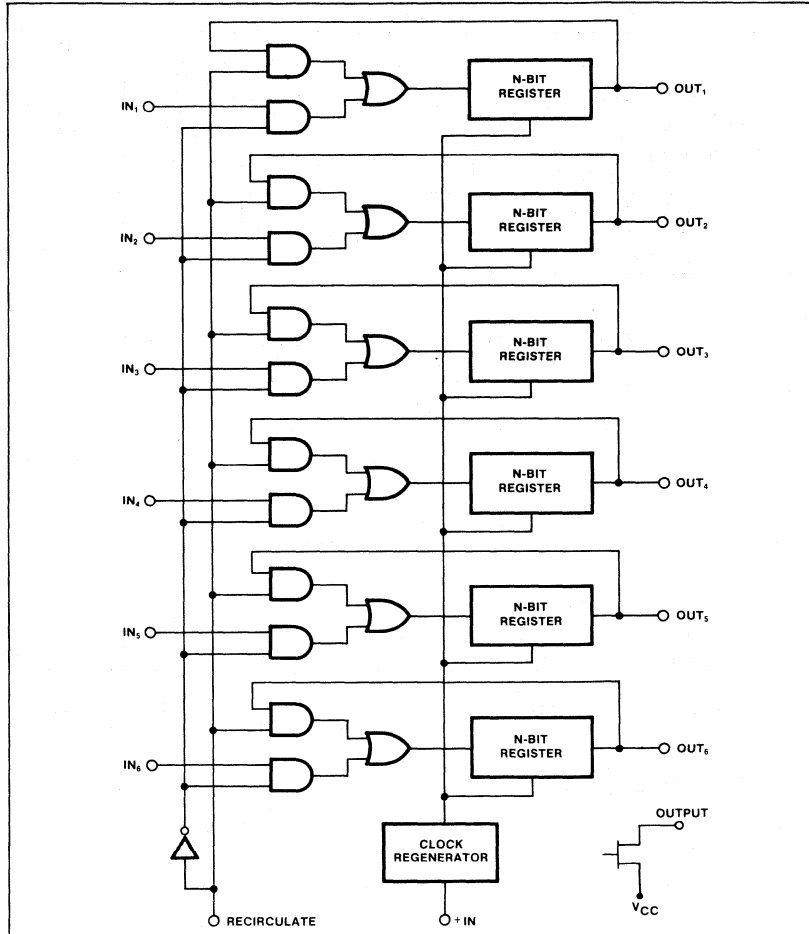 N-BIT
REGISTER
OUT₁
IN₁
N-BIT
REGISTER
OUT₂
IN₂
N-BIT
REGISTER
OUT₃
IN₃
N-BIT
REGISTER
OUT₄
IN₄
N-BIT
REGISTER
OUT₅
IN₅
N-BIT
REGISTER
OUT₆
IN₆
CLOCK
REGENERATOR
OUTPUT
VCC
RECIRCULATE
+IN